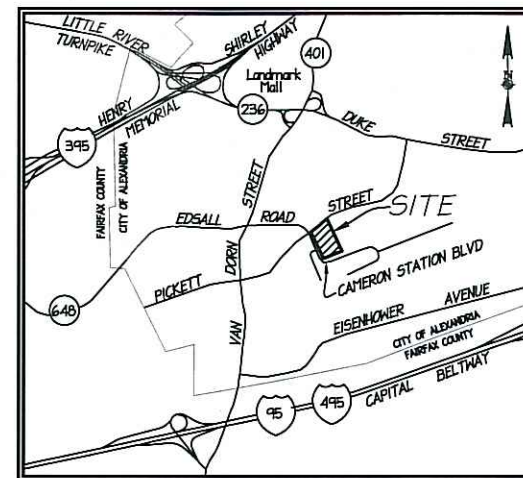 LITTLE RIVER
TURNPIKE
SHIRLEY
HIGHWAY
401
Landmark
Mall
N
HENRY
MEMORIAL
236
DUKE
STREET
395
FAIRFAX COUNTY
CITY OF ALEXANDRIA
STREET
STREET
EDSALL ROAD
SITE
DORN
PICKETT
CAMERON STATION BLVD
648
VAN
EISENHOWER AVENUE
CITY OF ALEXANDRIA
FAIRFAX COUNTY
CAPITAL BELTWAY
95
495